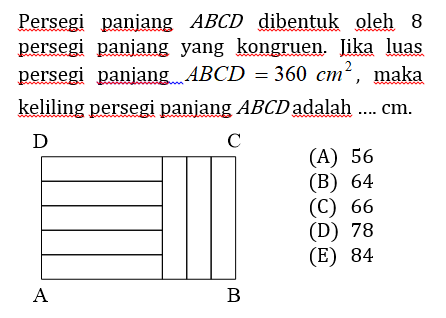 Persegi panjang ABCD dibentuk oleh 8
persegi panjang yang kongruen. Jika luas
persegi panjang ABCD = 360 cm², maka
keliling persegi panjang ABCD adalah .... cm.
D C
A B
(A) 56
(B) 64
(C) 66
(D) 78
(E) 84